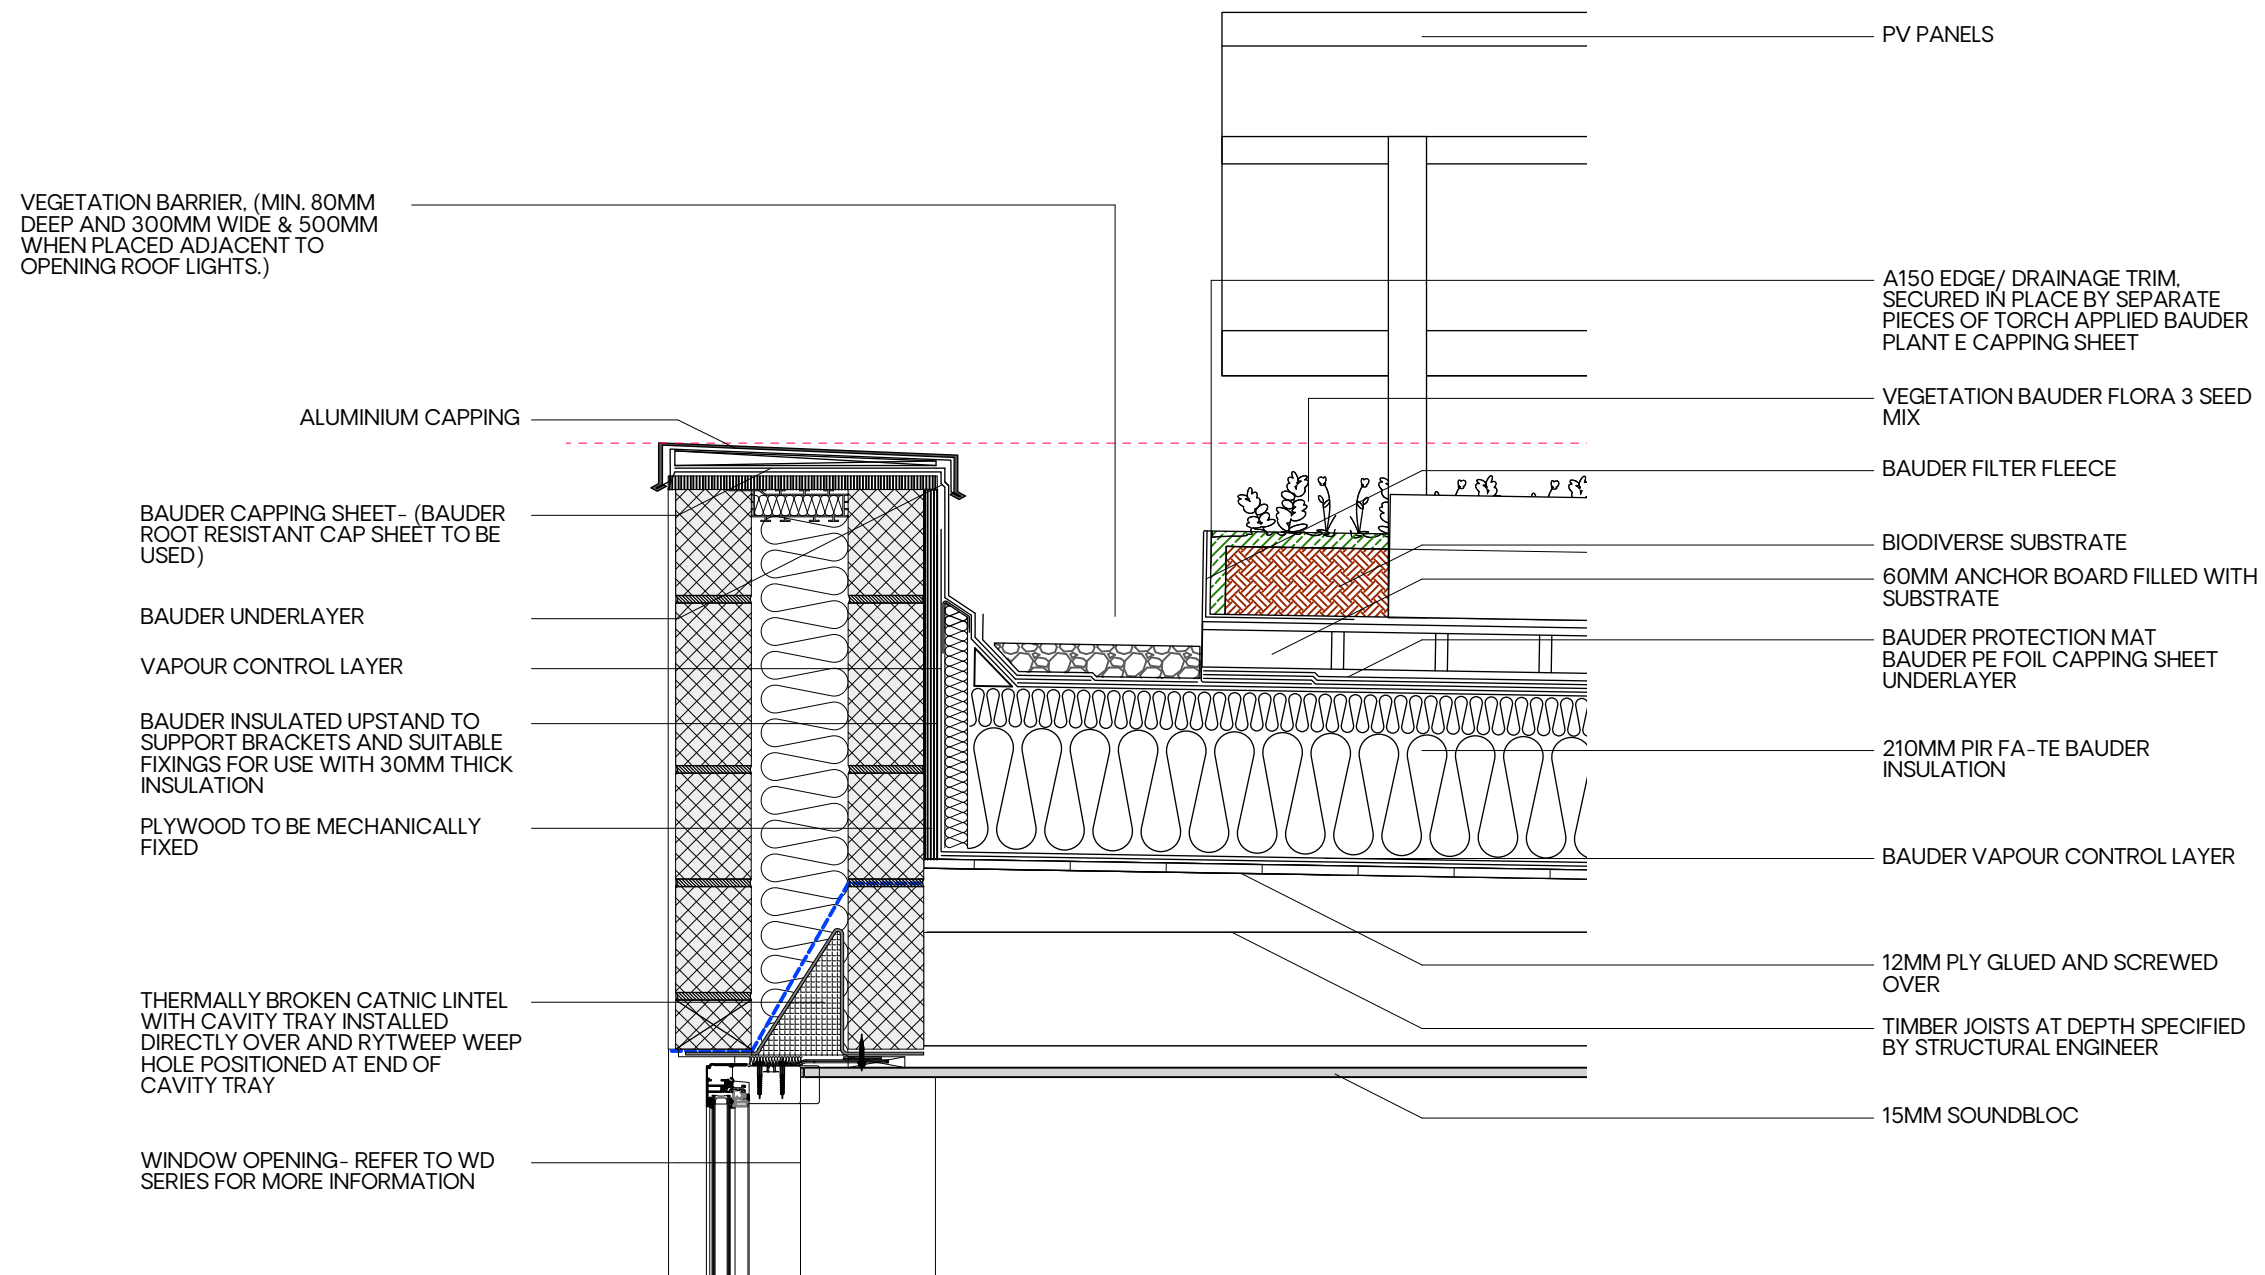 PV PANELS
VEGETATION BARRIER, (MIN. 80MM
DEEP AND 300MM WIDE & 500MM
WHEN PLACED ADJACENT TO
OPENING ROOF LIGHTS.)
A150 EDGE/ DRAINAGE TRIM,
SECURED IN PLACE BY SEPARATE
PIECES OF TORCH APPLIED BAUDER
PLANT E CAPPING SHEET
VEGETATION BAUDER FLORA 3 SEED
MIX
ALUMINIUM CAPPING
BAUDER FILTER FLEECE
BAUDER CAPPING SHEET- (BAUDER
ROOT RESISTANT CAP SHEET TO BE
USED)
BIODIVERSE SUBSTRATE
60MM ANCHOR BOARD FILLED WITH
SUBSTRATE
BAUDER UNDERLAYER
BAUDER PROTECTION MAT
BAUDER PE FOIL CAPPING SHEET
UNDERLAYER
VAPOUR CONTROL LAYER
BAUDER INSULATED UPSTAND TO
SUPPORT BRACKETS AND SUITABLE
FIXINGS FOR USE WITH 30MM THICK
INSULATION
210MM PIR FA-TE BAUDER
INSULATION
PLYWOOD TO BE MECHANICALLY
FIXED
BAUDER VAPOUR CONTROL LAYER
12MM PLY GLUED AND SCREWED
OVER
THERMALLY BROKEN CATNIC LINTEL
WITH CAVITY TRAY INSTALLED
DIRECTLY OVER AND RYTWEEP WEEP
HOLE POSITIONED AT END OF
CAVITY TRAY
TIMBER JOISTS AT DEPTH SPECIFIED
BY STRUCTURAL ENGINEER
15MM SOUNDBLOC
WINDOW OPENING- REFER TO WD
SERIES FOR MORE INFORMATION